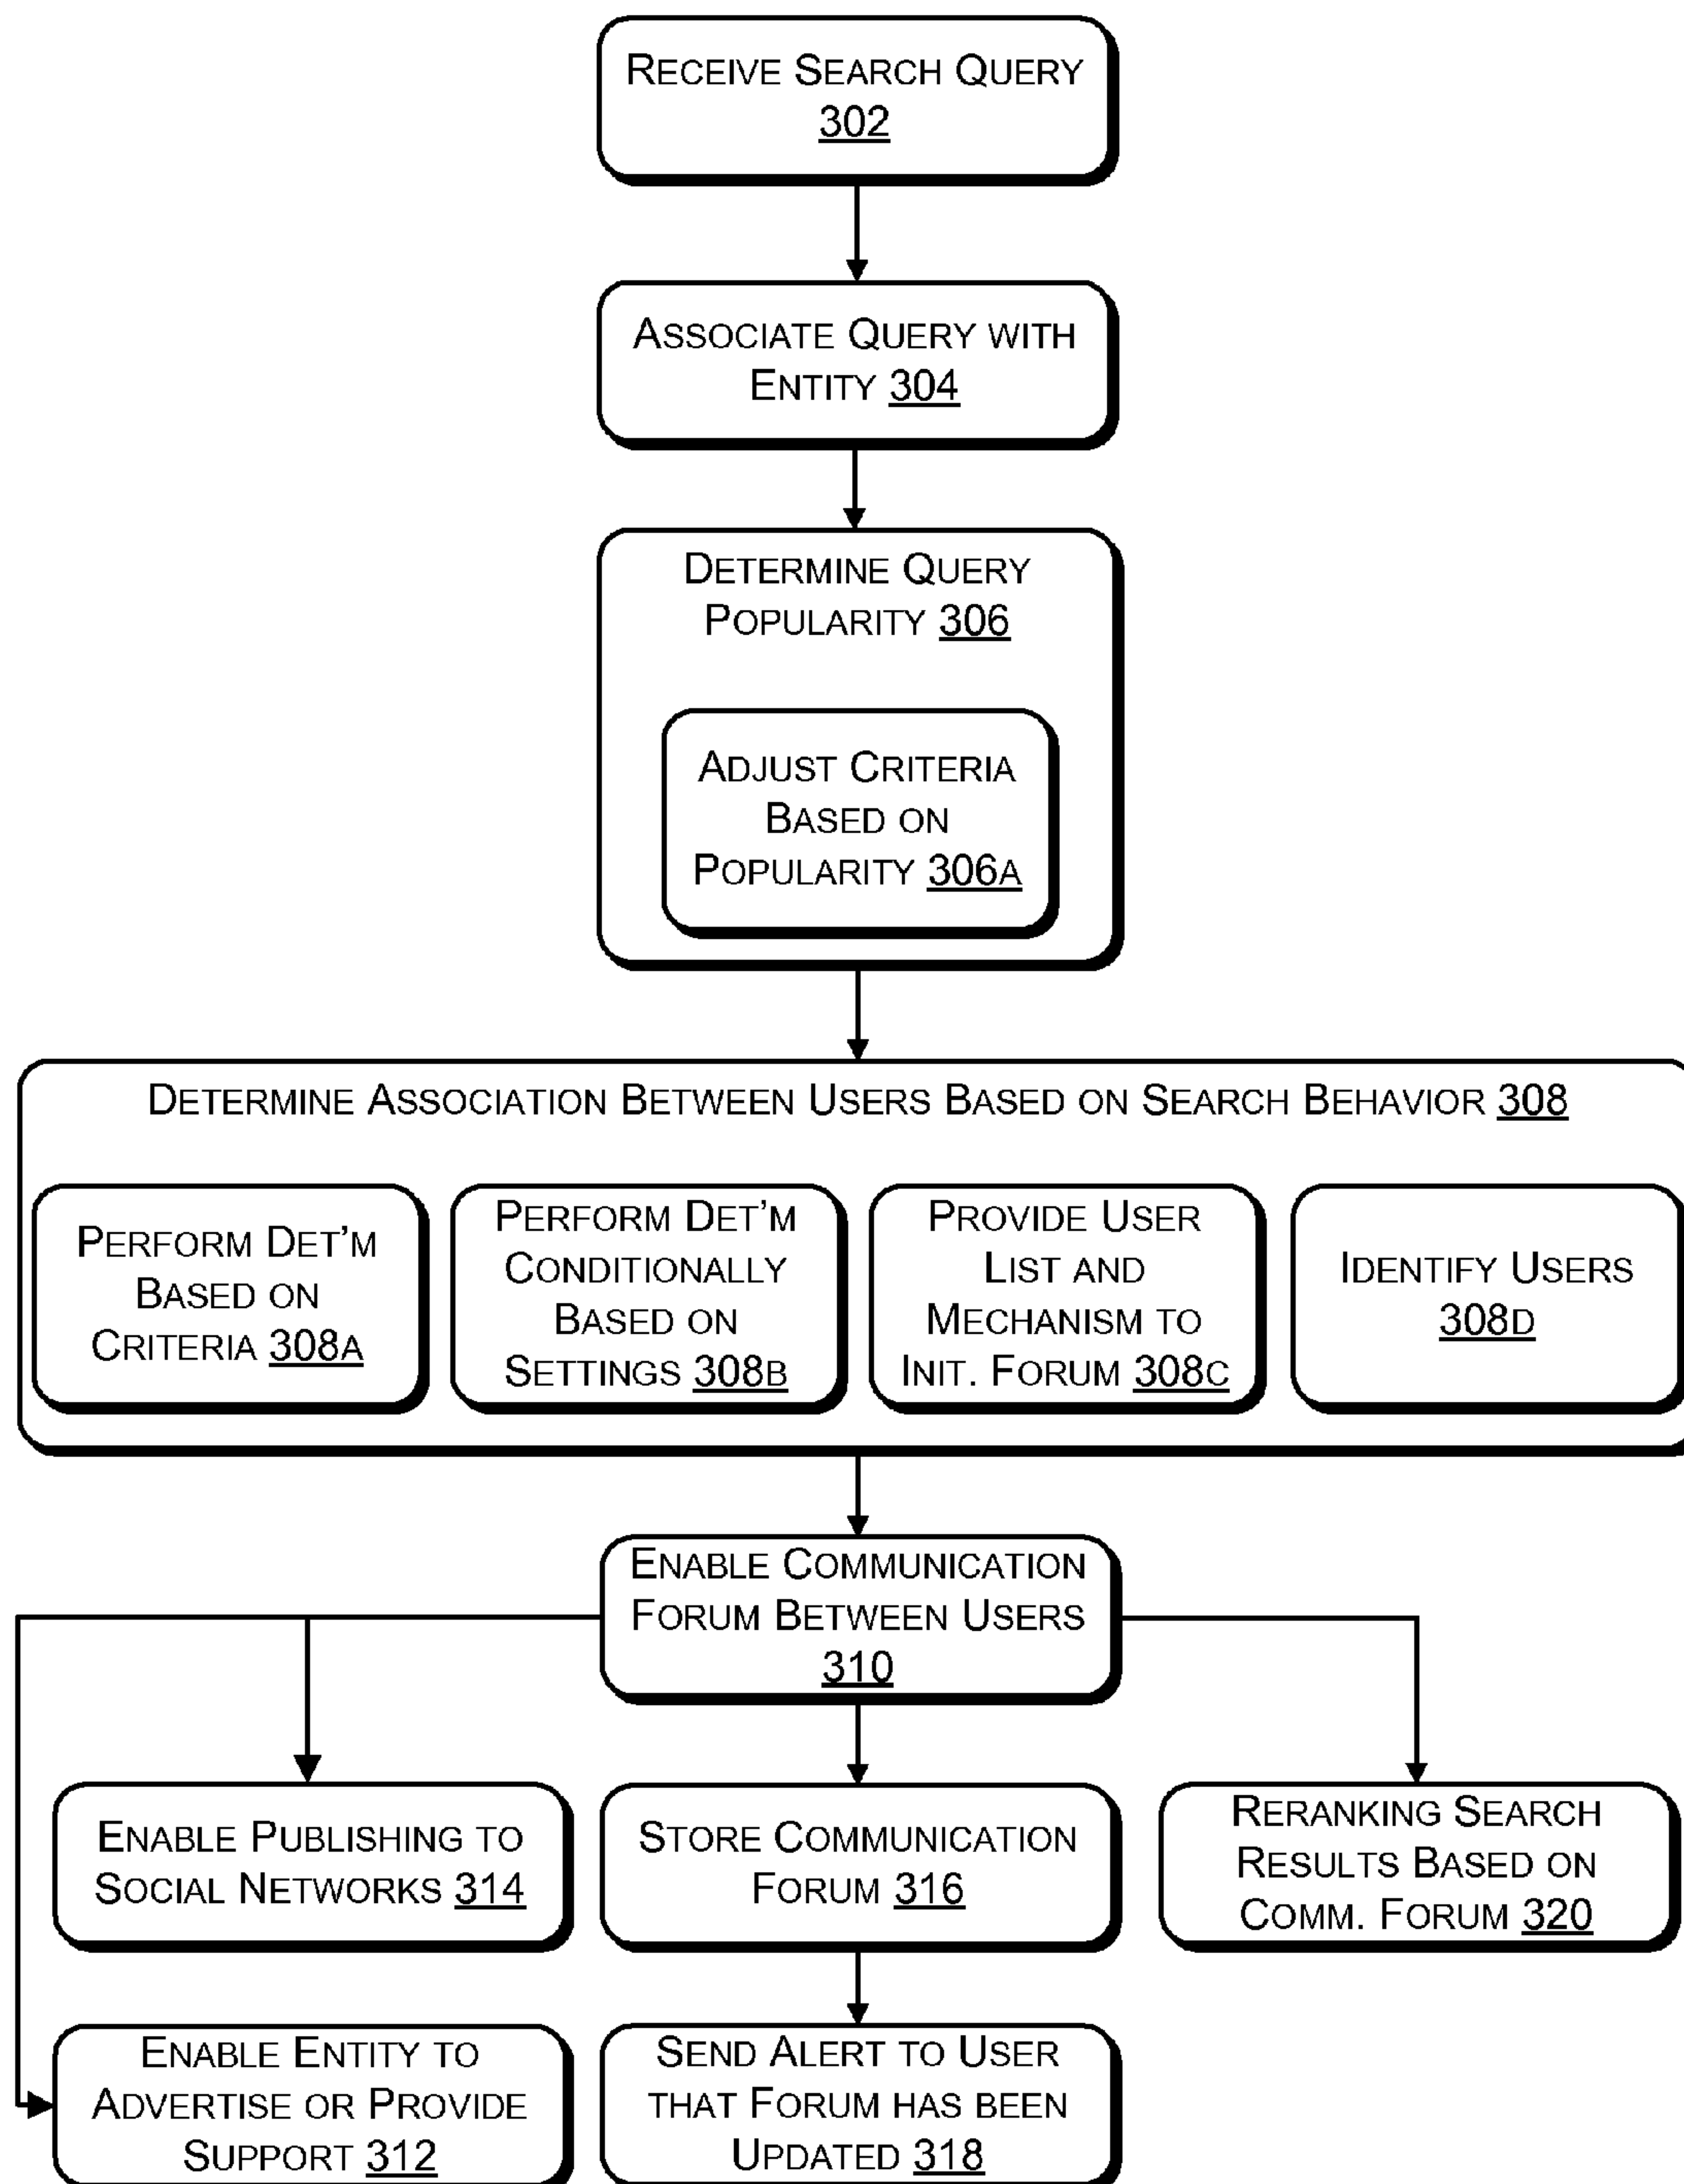 RECEIVE SEARCH QUERY
302
ASSOCIATE QUERY WITH
ENTITY 304
DETERMINE QUERY
POPULARITY 306
ADJUST CRITERIA
BASED ON
POPULARITY 306A
DETERMINE ASSOCIATION BETWEEN USERS BASED ON SEARCH BEHAVIOR 308
PERFORM DET'M
BASED ON
CRITERIA 308A
PERFORM DET'M
CONDITIONALLY
BASED ON
SETTINGS 308B
PROVIDE USER
LIST AND
MECHANISM TO
INIT. FORUM 308C
IDENTIFY USERS
308D
ENABLE COMMUNICATION
FORUM BETWEEN USERS
310
ENABLE PUBLISHING TO
SOCIAL NETWORKS 314
STORE COMMUNICATION
FORUM 316
RERANKING SEARCH
RESULTS BASED ON
COMM. FORUM 320
ENABLE ENTITY TO
ADVERTISE OR PROVIDE
SUPPORT 312
SEND ALERT TO USER
THAT FORUM HAS BEEN
UPDATED 318